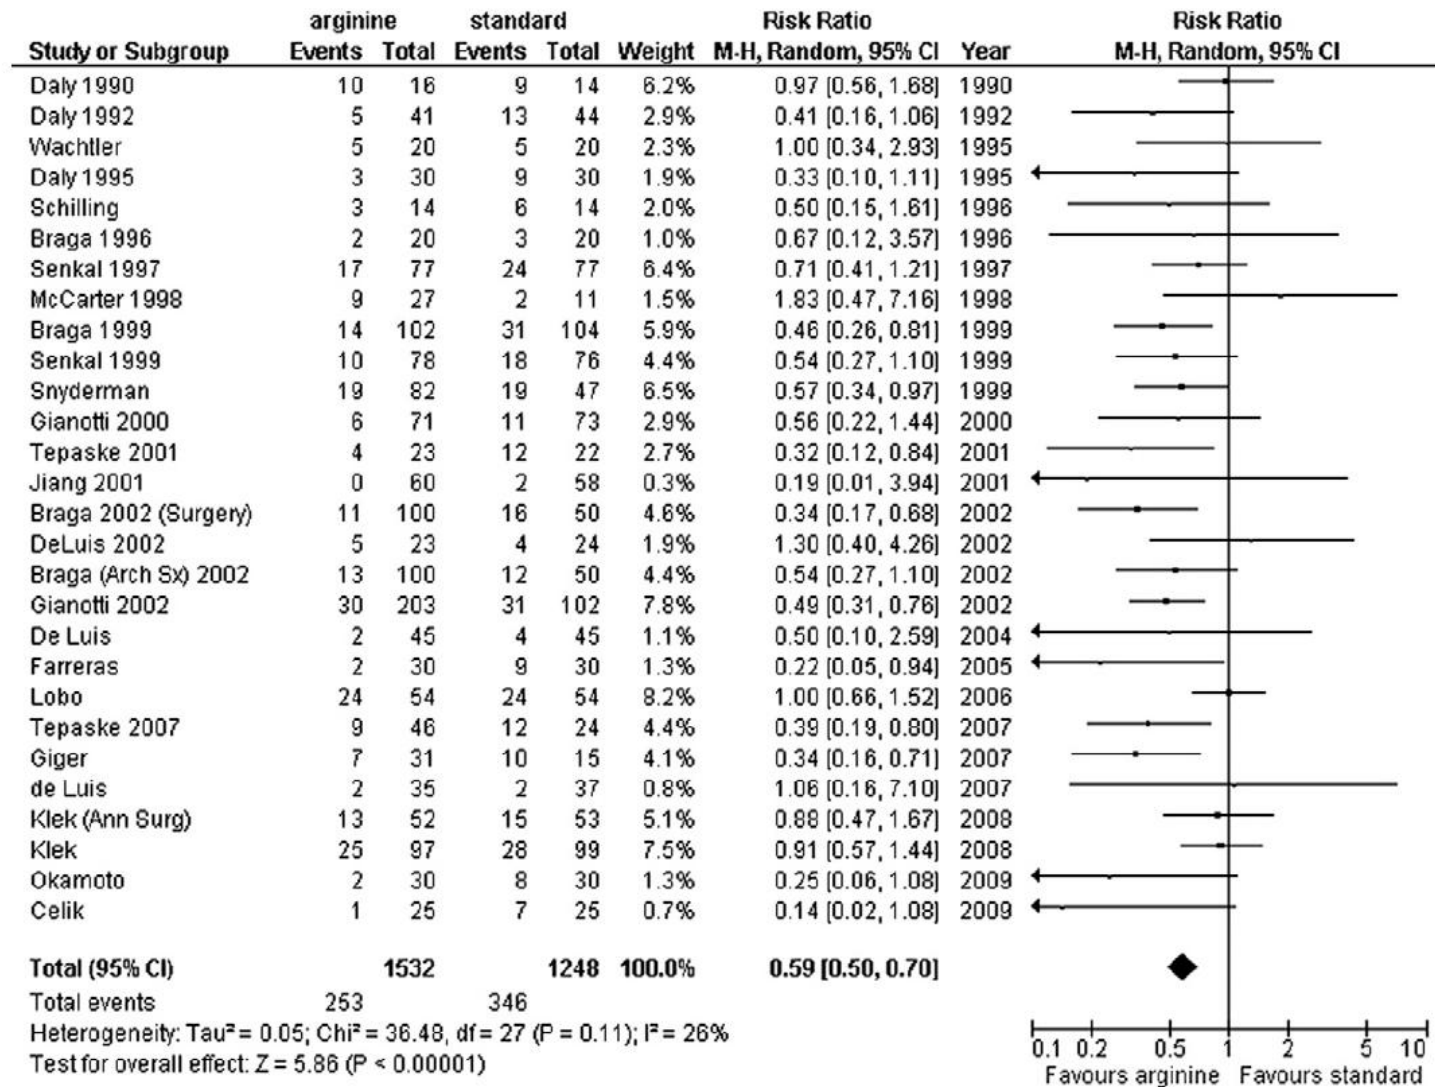 arginine standard Risk Ratio Risk Ratio
Study or Subgroup Events Total Events Total Weight M-H, Random, 95% CI Year M-H, Random, 95% CI
Daly 1990 10 16 9 14 6.2% 0.97 [0.56, 1.68] 1990
Daly 1992 5 41 13 44 2.9% 0.41 [0.16, 1.06] 1992
Wachtler 5 20 5 20 2.3% 1.00 [0.34, 2.93] 1995
Daly 1995 3 30 9 30 1.9% 0.33 [0.10, 1.11] 1995
Schilling 3 14 6 14 2.0% 0.50 [0.15, 1.61] 1996
Braga 1996 2 20 3 20 1.0% 0.67 [0.12, 3.57] 1996
Senkal 1997 17 77 24 77 6.4% 0.71 [0.41, 1.21] 1997
McCarter 1998 9 27 2 11 1.5% 1.83 [0.47, 7.16] 1998
Braga 1999 14 102 31 104 5.9% 0.46 [0.26, 0.81] 1999
Senkal 1999 10 78 18 76 4.4% 0.54 [0.27, 1.10] 1999
Snyderman 19 82 19 47 6.5% 0.57 [0.34, 0.97] 1999
Gianotti 2000 6 71 11 73 2.9% 0.56 [0.22, 1.44] 2000
Tepaske 2001 4 23 12 22 2.7% 0.32 [0.12, 0.84] 2001
Jiang 2001 0 60 2 58 0.3% 0.19 [0.01, 3.94] 2001
Braga 2002 (Surgery) 11 100 16 50 4.6% 0.34 [0.17, 0.68] 2002
DeLuis 2002 5 23 4 24 1.9% 1.30 [0.40, 4.26] 2002
Braga (Arch Sx) 2002 13 100 12 50 4.4% 0.54 [0.27, 1.10] 2002
Gianotti 2002 30 203 31 102 7.8% 0.49 [0.31, 0.76] 2002
De Luis 2 45 4 45 1.1% 0.50 [0.10, 2.59] 2004
Farreras 2 30 9 30 1.3% 0.22 [0.05, 0.94] 2005
Lobo 24 54 24 54 8.2% 1.00 [0.66, 1.52] 2006
Tepaske 2007 9 46 12 24 4.4% 0.39 [0.19, 0.80] 2007
Giger 7 31 10 15 4.1% 0.34 [0.16, 0.71] 2007
de Luis 2 35 2 37 0.8% 1.06 [0.16, 7.10] 2007
Klek (Ann Surg) 13 52 15 53 5.1% 0.88 [0.47, 1.67] 2008
Klek 25 97 28 99 7.5% 0.91 [0.57, 1.44] 2008
Okamoto 2 30 8 30 1.3% 0.25 [0.06, 1.08] 2009
Celik 1 25 7 25 0.7% 0.14 [0.02, 1.08] 2009
Total (95% CI) 1532 1248 100.0% 0.59 [0.50, 0.70]
Total events 253 346
Heterogeneity: Tau² = 0.05; Chi² = 36.48, df = 27 (P = 0.11); I² = 26%
Test for overall effect: Z = 5.86 (P < 0.00001)
0.1 0.2 0.5 1 2 5 10
Favours arginine Favours standard